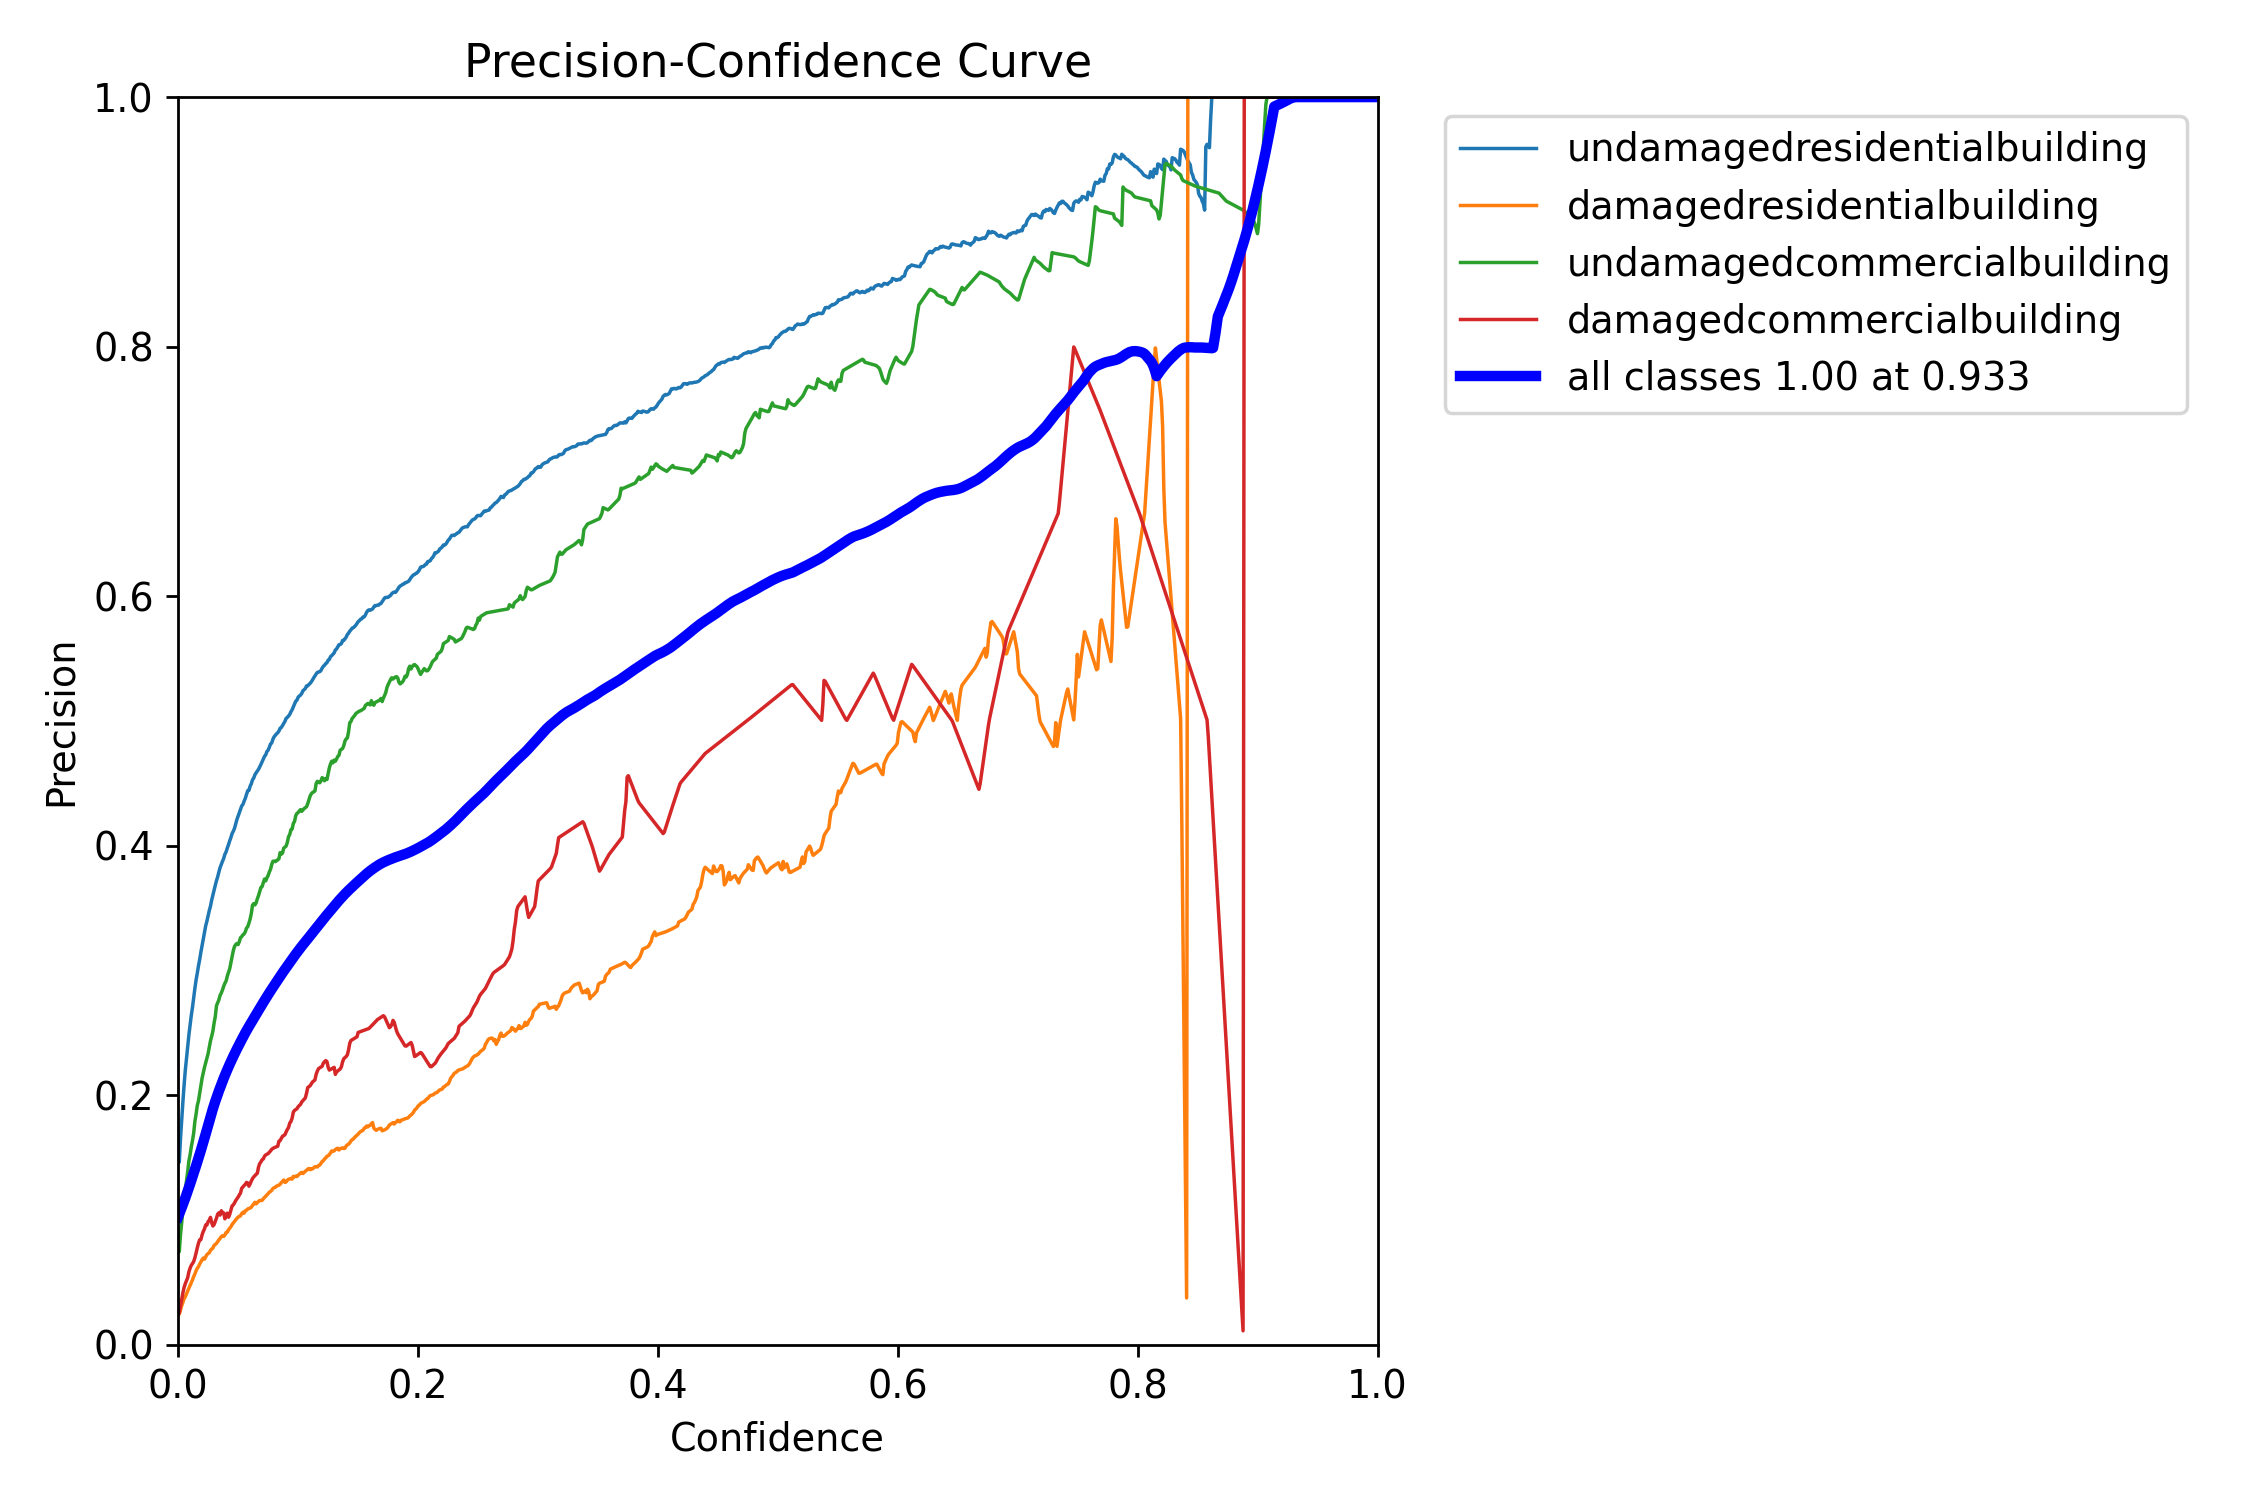 Precision-Confidence Curve
1.0
0.8
0.6
0.4
0.2
0.0
Precision
0.0 0.2 0.4 0.6 0.8 1.0
Confidence
undamagedresidentialbuilding
damagedresidentialbuilding
undamagedcommercialbuilding
damagedcommercialbuilding
all classes 1.00 at 0.933